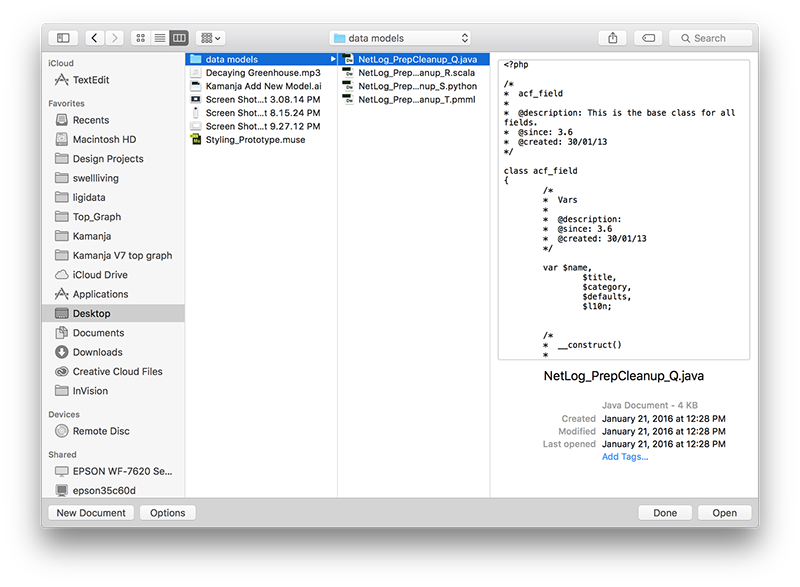 data models
Search
iCloud
TextEdit
Favorites
Recents
Macintosh HD
Design Projects
swellliving
ligidata
Top_Graph
Kamanja
Kamanja V7 top graph
iCloud Drive
Applications
Desktop
Documents
Downloads
Creative Cloud Files
InVision
Devices
Remote Disc
Shared
EPSON WF-7620 Se...
epson35c60d
data models
Decaying Greenhouse.mp3
Kamanja Add New Model.ai
Screen Shot...t 3.08.14 PM
Screen Shot...t 8.15.24 PM
Screen Shot...t 9.27.12 PM
Styling_Prototype.muse
NetLog_PrepCleanup_Q.java
NetLog_Prep...anup_R.scala
NetLog_Prep...anup_S.python
NetLog_Prep...anup_T.pmml
<?php
/*
* acf_field
*
* @description: This is the base class for all
fields.
* @since: 3.6
* @created: 30/01/13
*/
class acf_field
{
/*
* Vars
*
* @description:
* @since: 3.6
* @created: 30/01/13
*/
var $name,
$title,
$category,
$defaults,
$l10n;
/*
* __construct()
*
NetLog_PrepCleanup_Q.java
Java Document - 4 KB
Created January 21, 2016 at 12:28 PM
Modified January 21, 2016 at 12:28 PM
Last opened January 21, 2016 at 12:28 PM
Add Tags...
New Document
Options
Done
Open